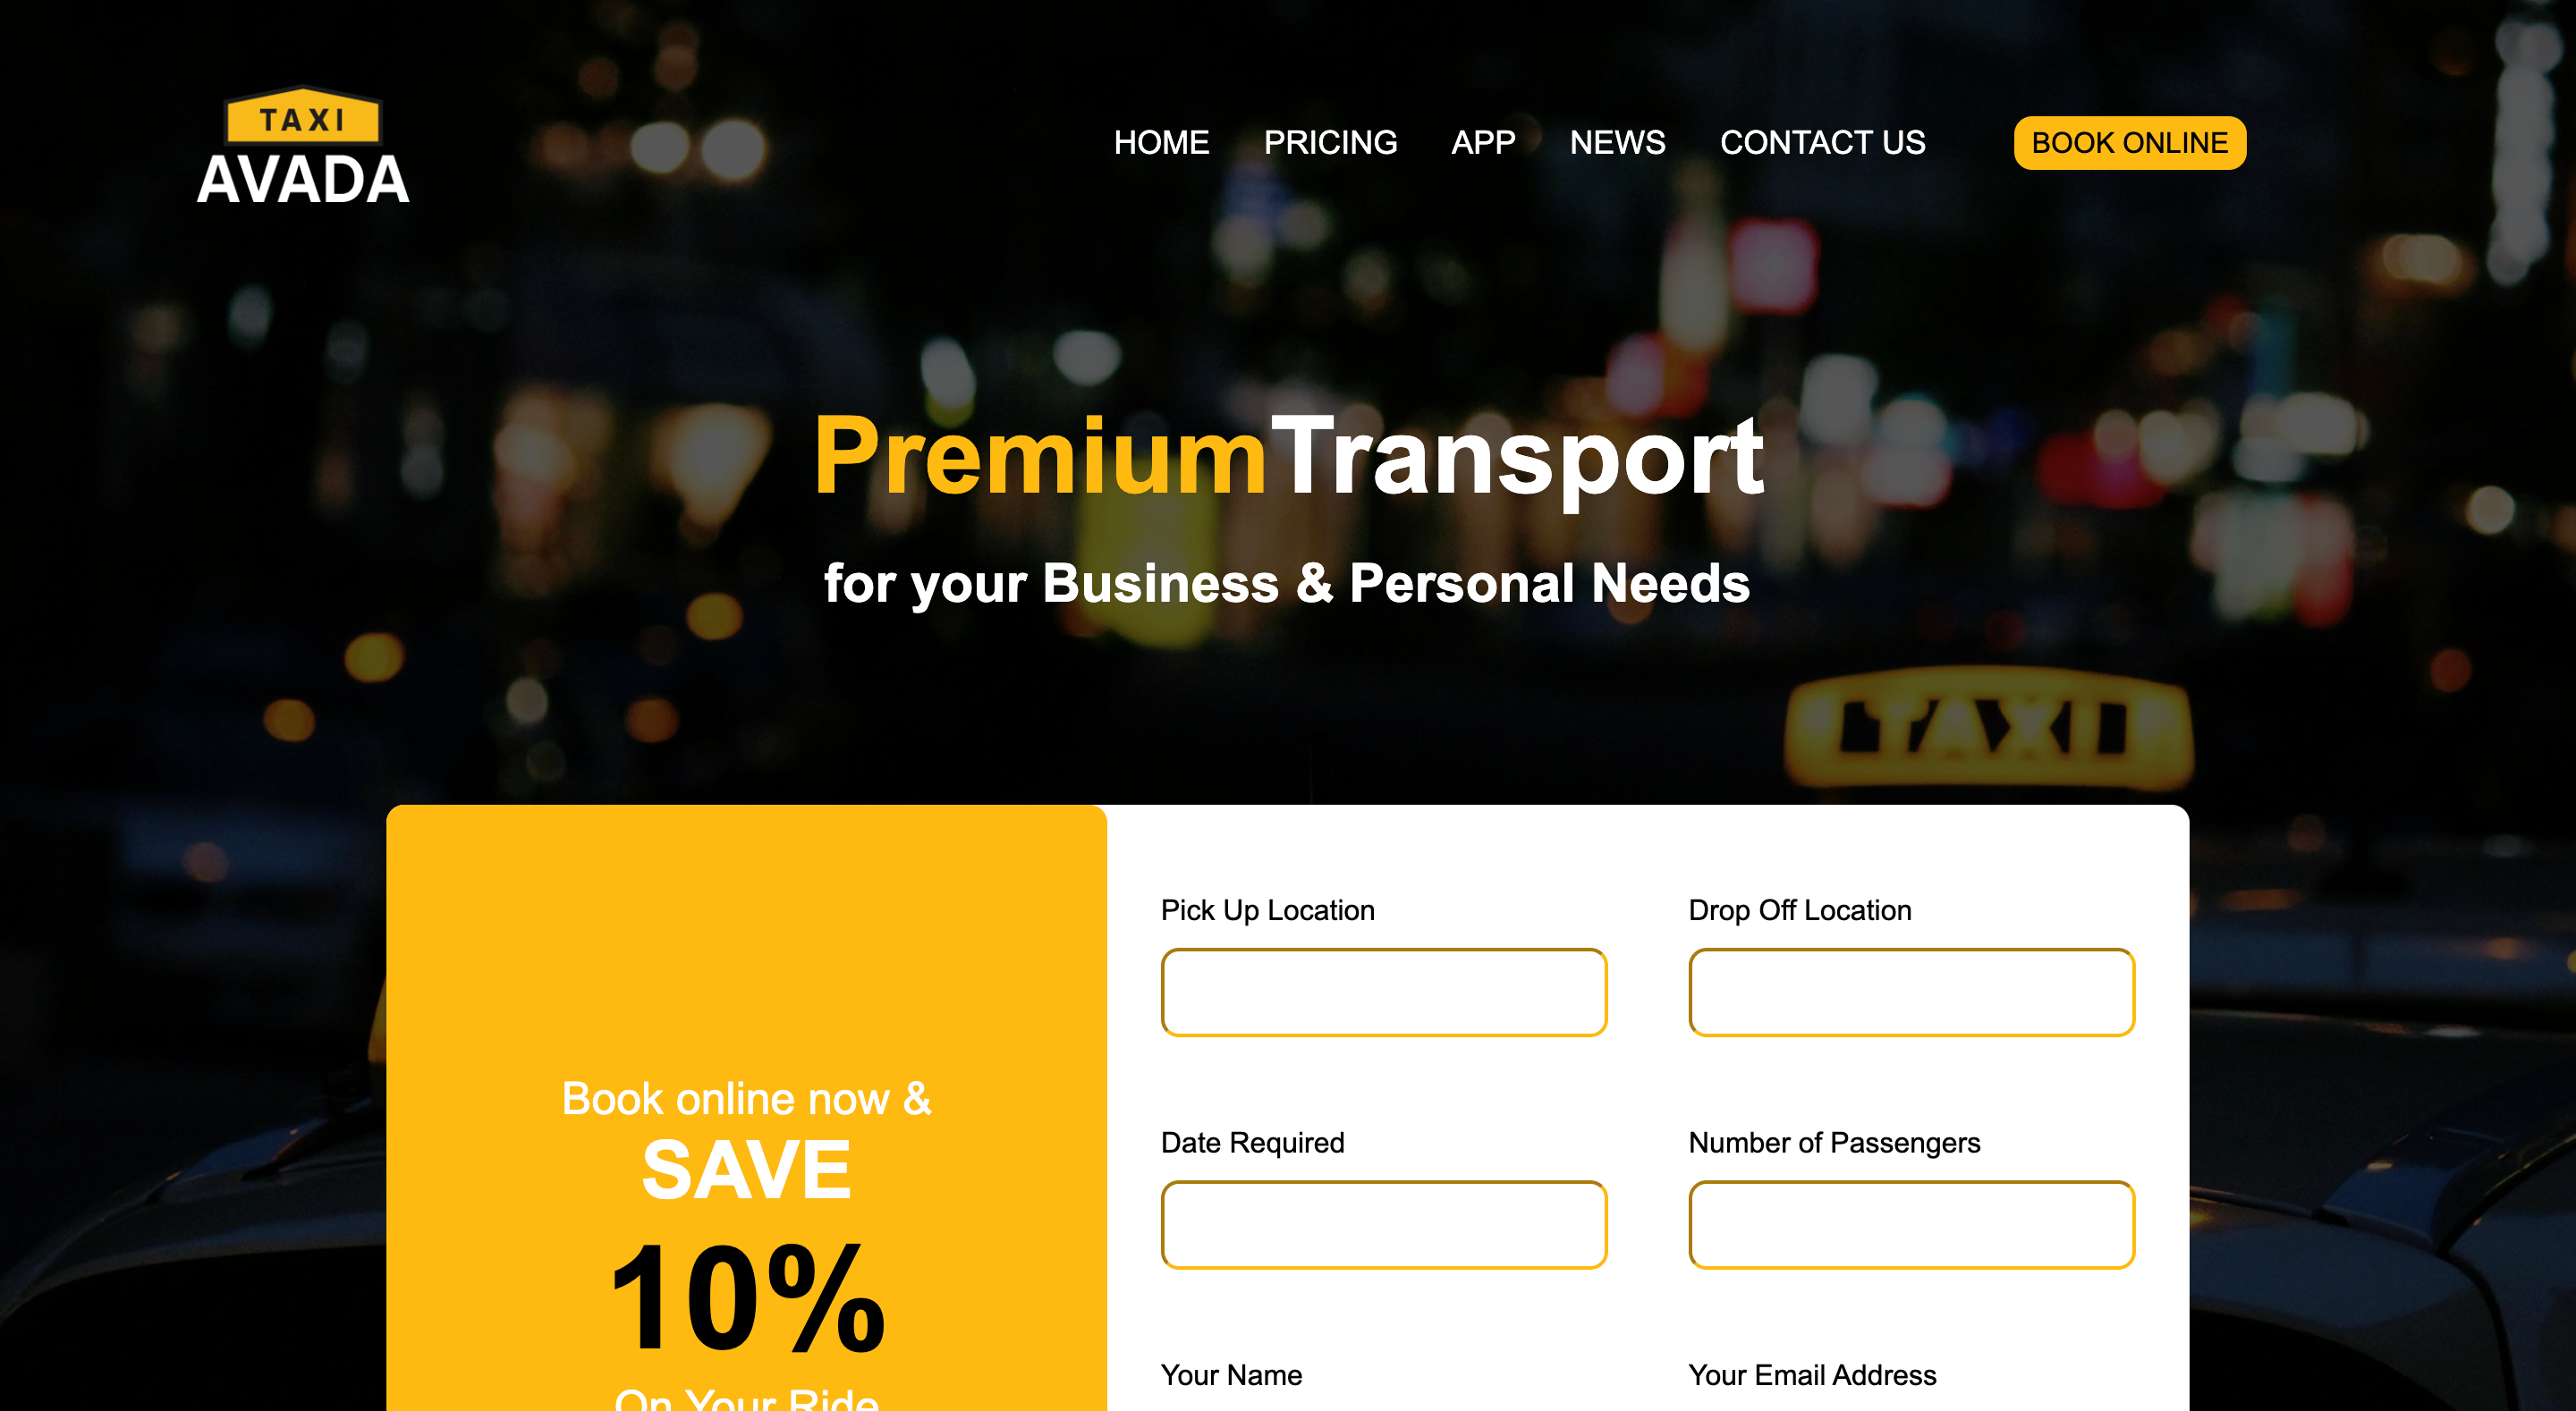 TAXI
AVADA
HOME PRICING APP NEWS CONTACT US BOOK ONLINE
PremiumTransport
for your Business & Personal Needs
TAXI
Pick Up Location Drop Off Location
Book online now &
SAVE
10%
On Your Ride
Date Required Number of Passengers
Your Name Your Email Address